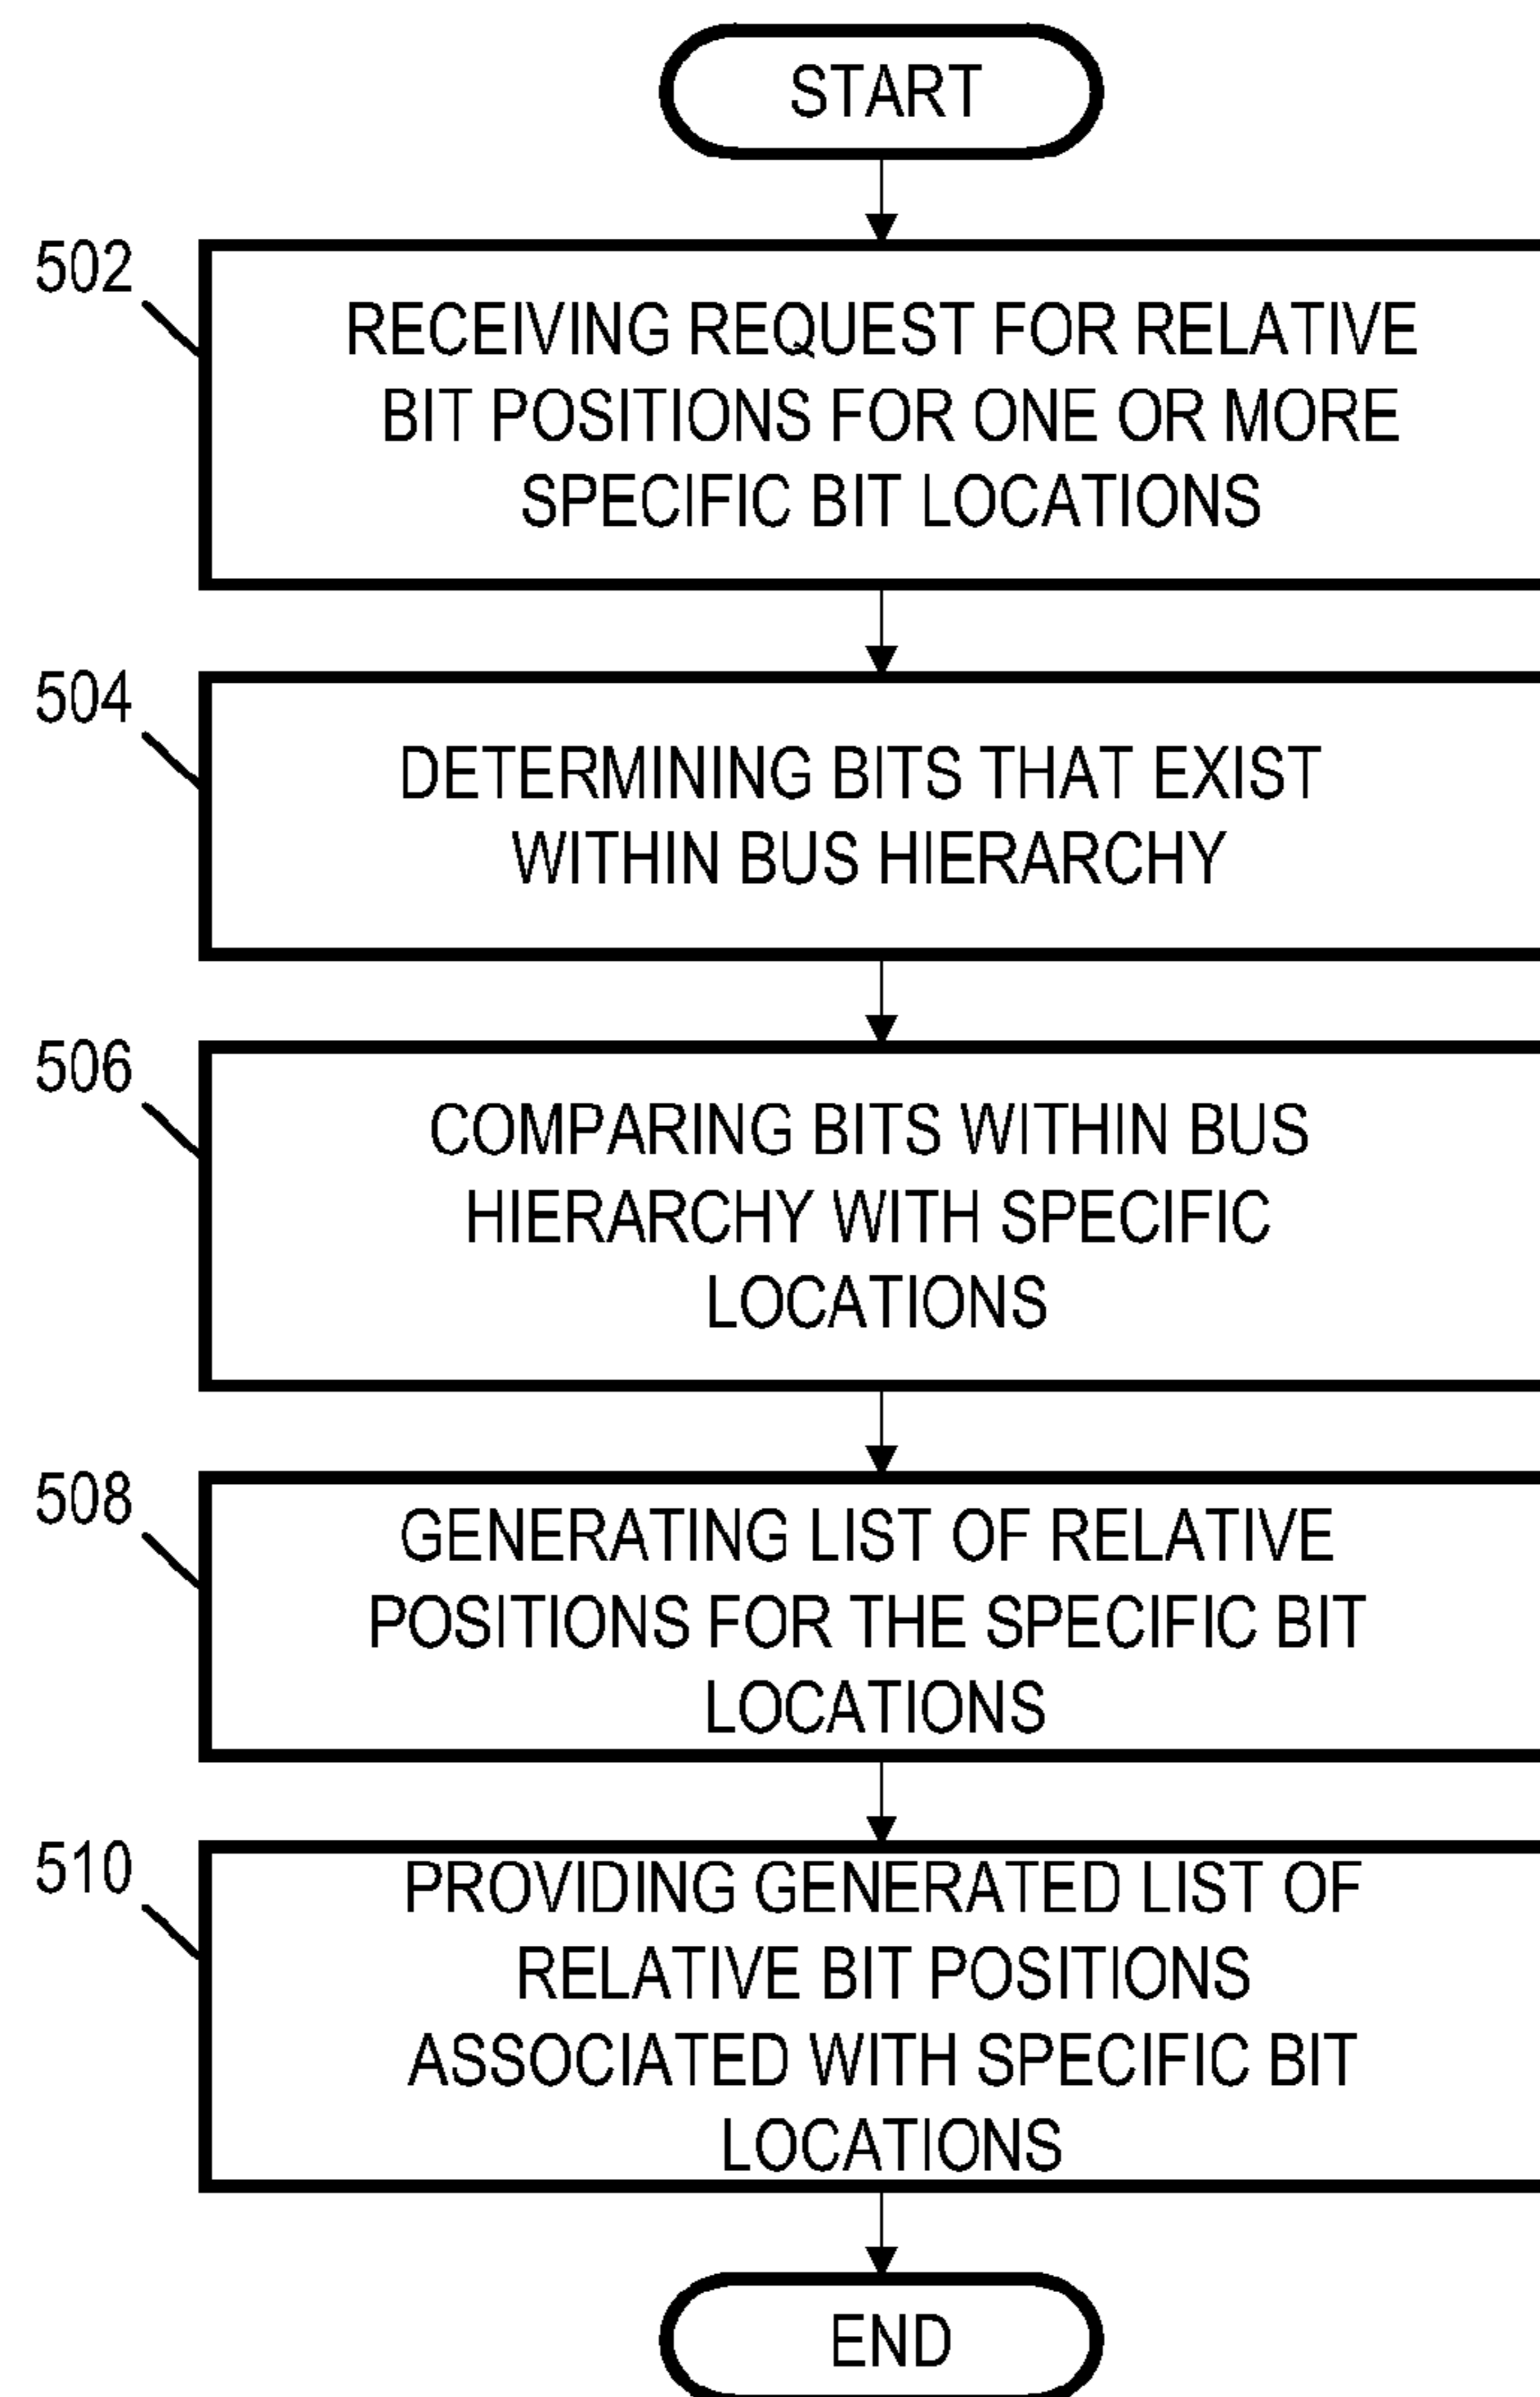 START
502
RECEIVING REQUEST FOR RELATIVE
BIT POSITIONS FOR ONE OR MORE
SPECIFIC BIT LOCATIONS
504
DETERMINING BITS THAT EXIST
WITHIN BUS HIERARCHY
506
COMPARING BITS WITHIN BUS
HIERARCHY WITH SPECIFIC
LOCATIONS
508
GENERATING LIST OF RELATIVE
POSITIONS FOR THE SPECIFIC BIT
LOCATIONS
510
PROVIDING GENERATED LIST OF
RELATIVE BIT POSITIONS
ASSOCIATED WITH SPECIFIC BIT
LOCATIONS
END